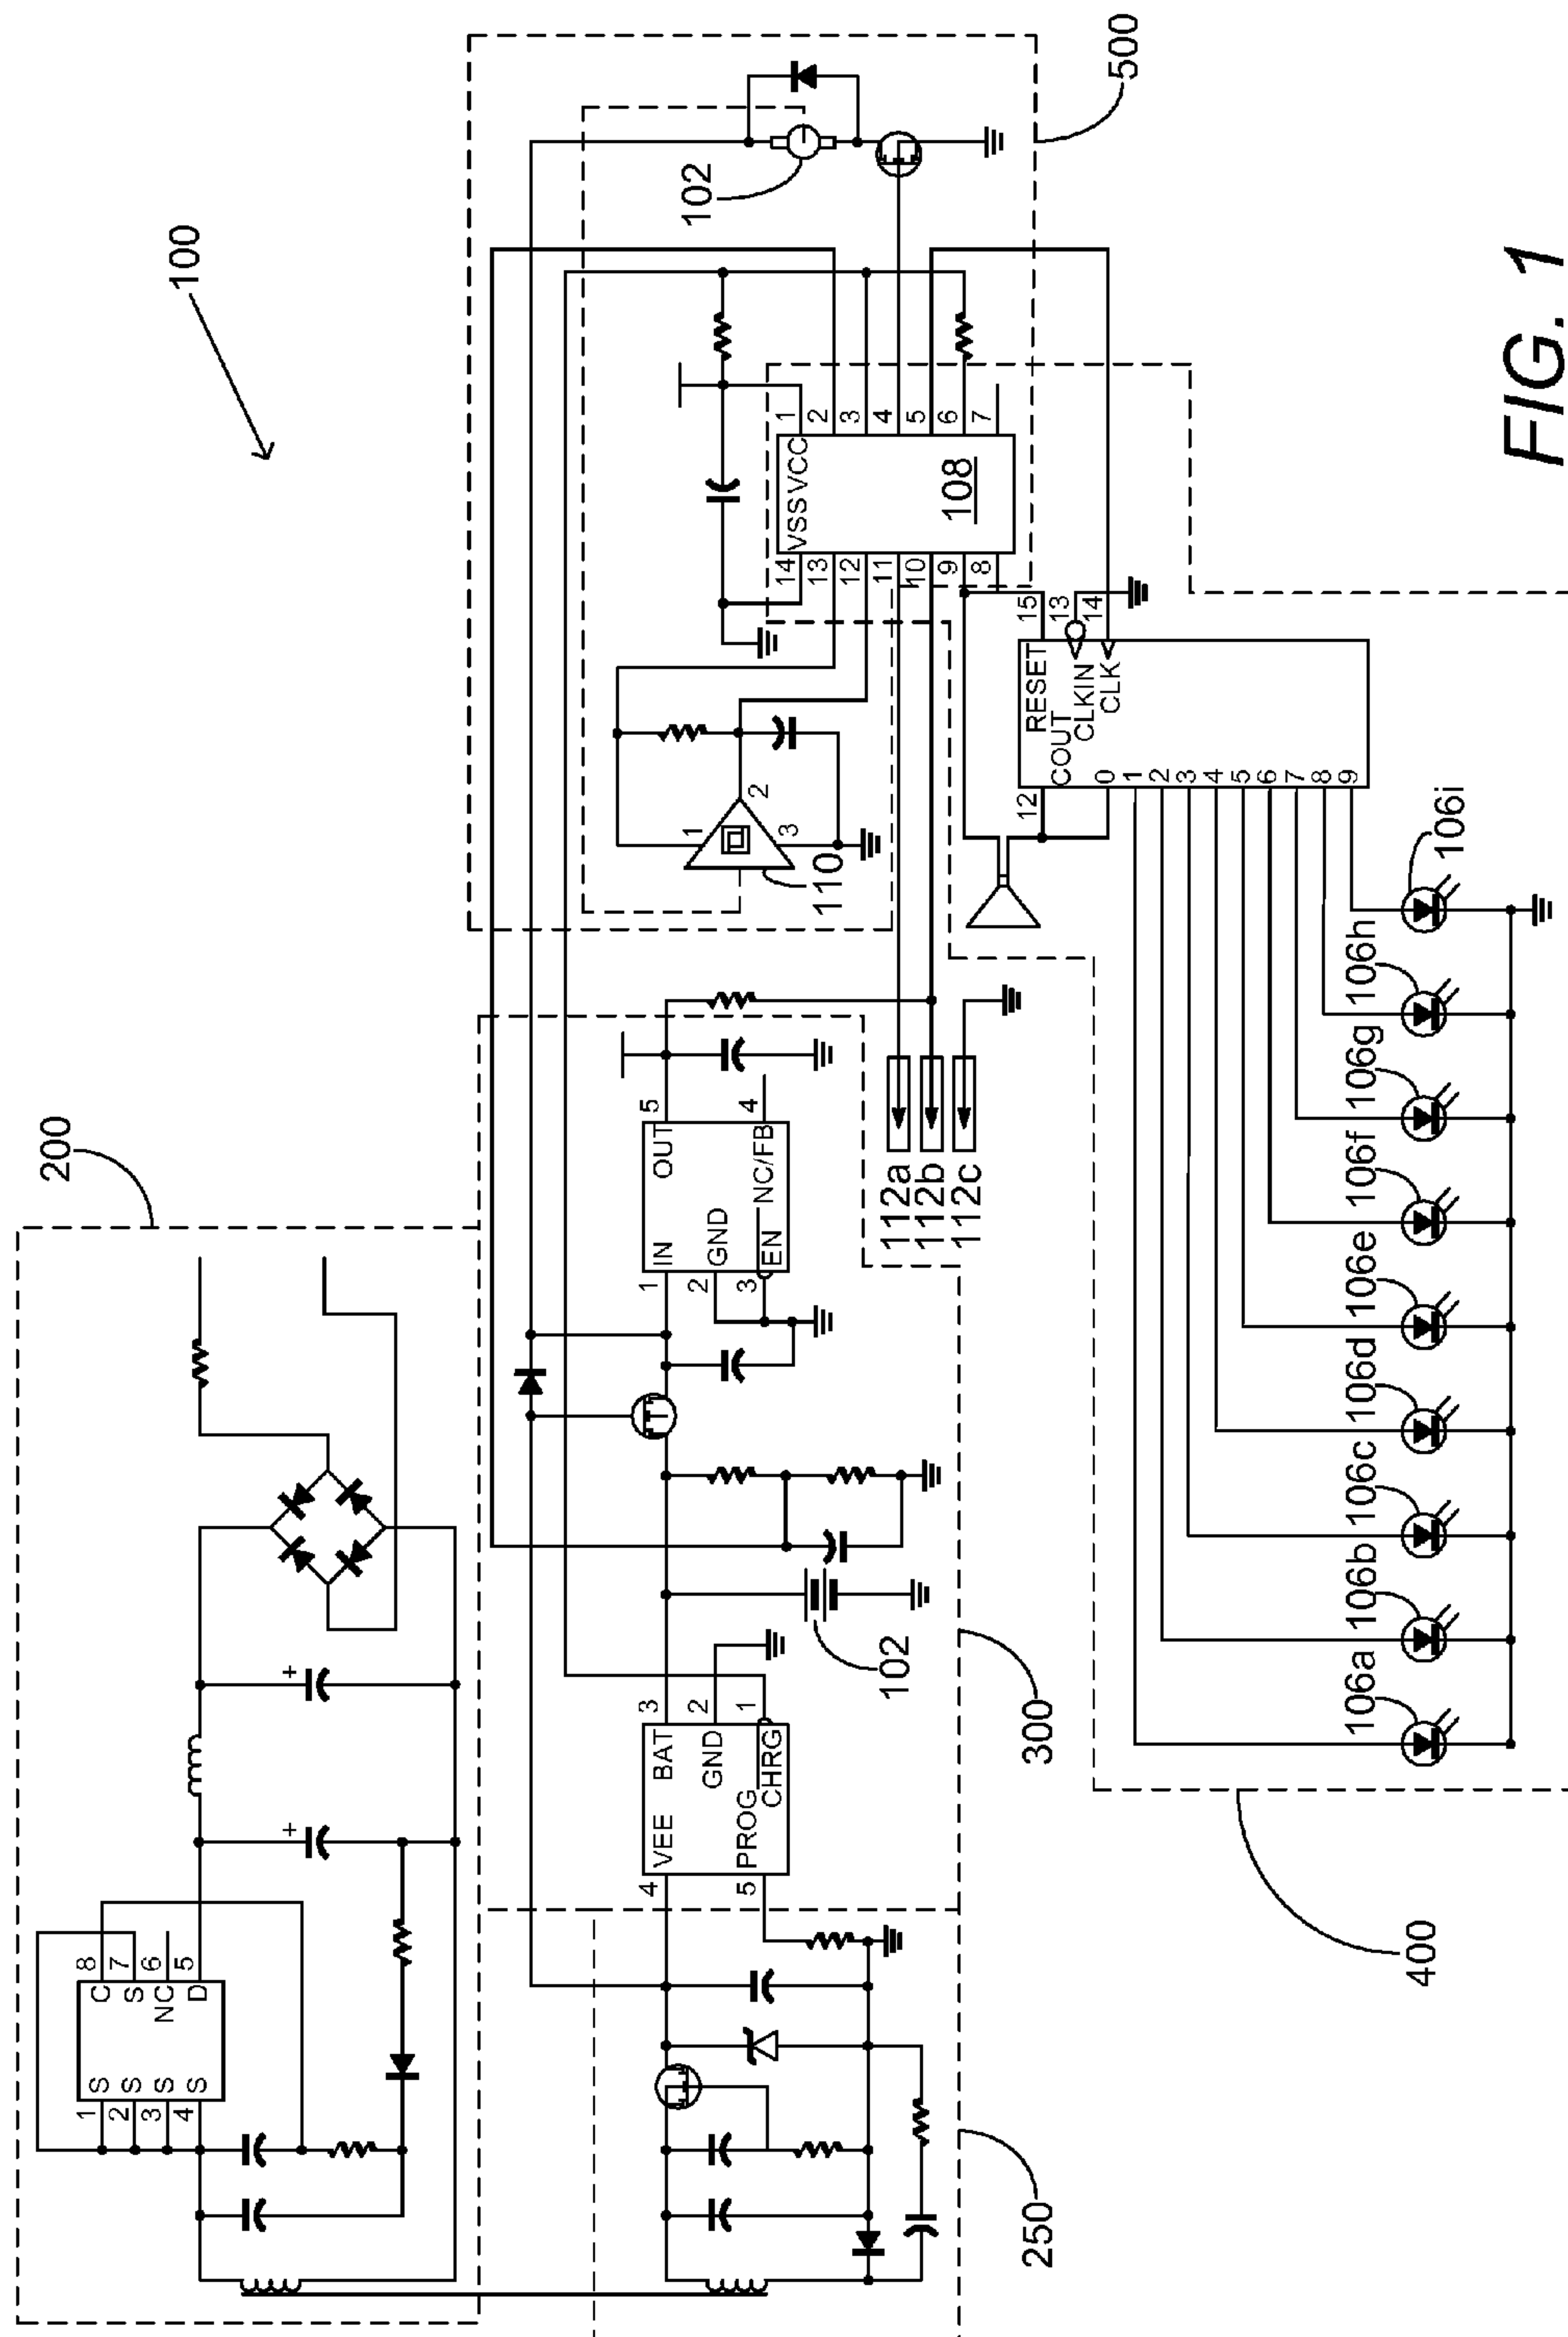 100
200
1 S
2 S
3 S
4 S
C 8
S 7
NC 6
D 5
+
+
250
4 VEE
BAT 3
GND 2
5 PROG
CHRG 1
102
300
1 IN
OUT 5
2 GND
3 EN
NC/FB 4
112a
112b
112c
110
1
2
3
14 VSS
VCC 1
13
2
12
3
11
4
10
5
9
6
8
7
108
102
500
RESET 15
12 COUT
CLKIN 13
CLK 14
0
1
2
3
4
5
6
7
8
9
106a
106b
106c
106d
106e
106f
106g
106h
106i
400
FIG. 1